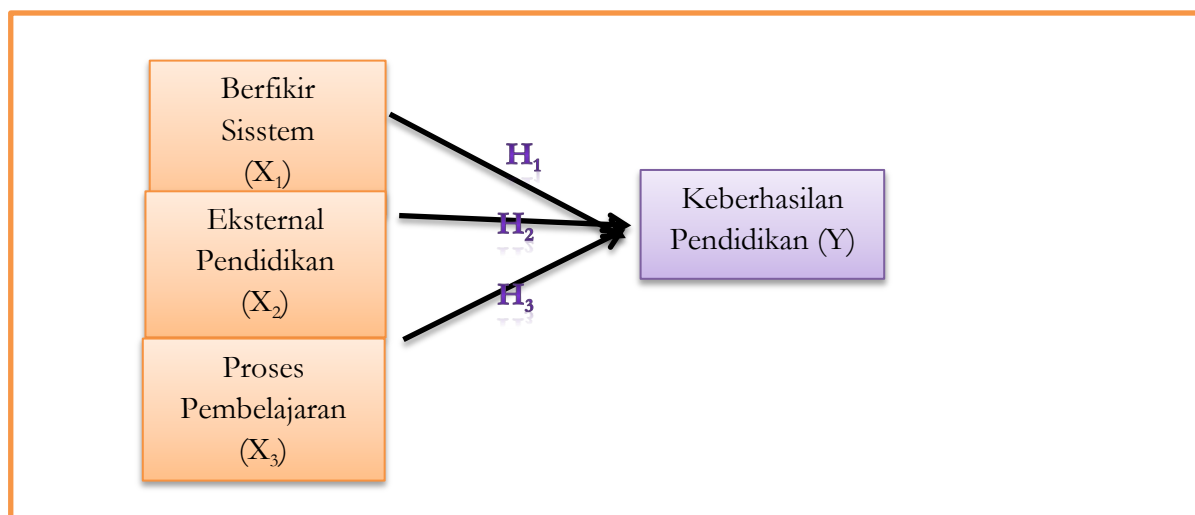 Berfikir
Sisstem
(X₁)
Eksternal
Pendidikan
(X₂)
Proses
Pembelajaran
(X₃)
H₁
H₂
H₃
Keberhasilan
Pendidikan (Y)